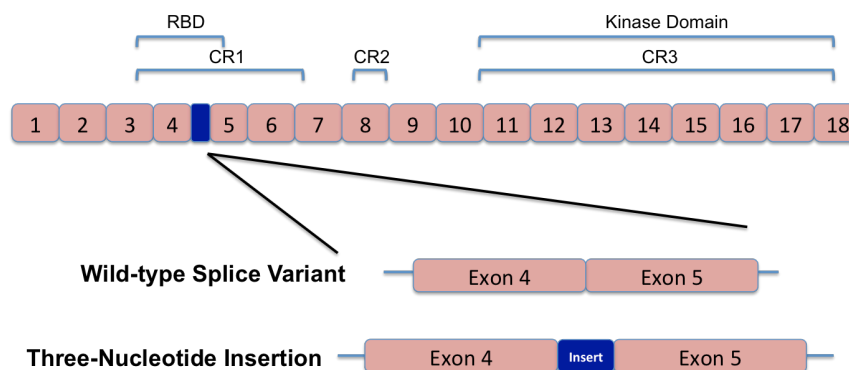 RBD
Kinase Domain
CR1
CR2
CR3
1 2 3 4 5 6 7 8 9 10 11 12 13 14 15 16 17 18
Wild-type Splice Variant
Exon 4 Exon 5
Three-Nucleotide Insertion
Exon 4 Insert Exon 5